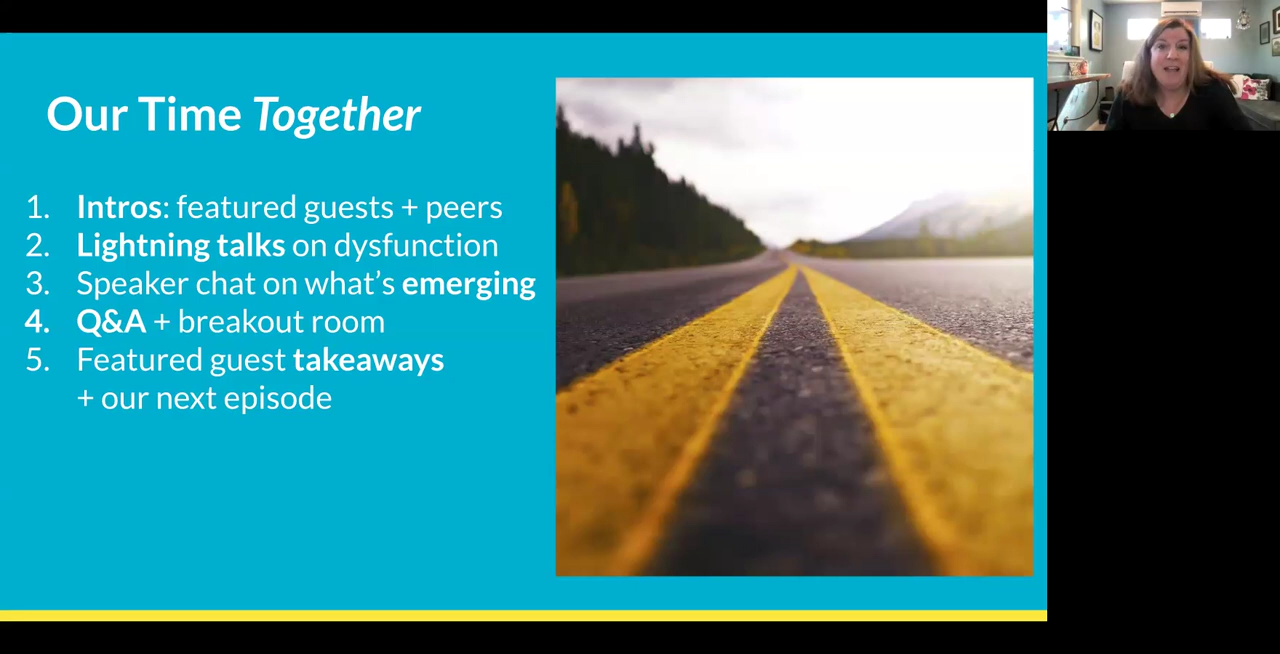 Our Time Together
1. Intros: featured guests + peers
2. Lightning talks on dysfunction
3. Speaker chat on what’s emerging
4. Q&A + breakout room
5. Featured guest takeaways
+ our next episode